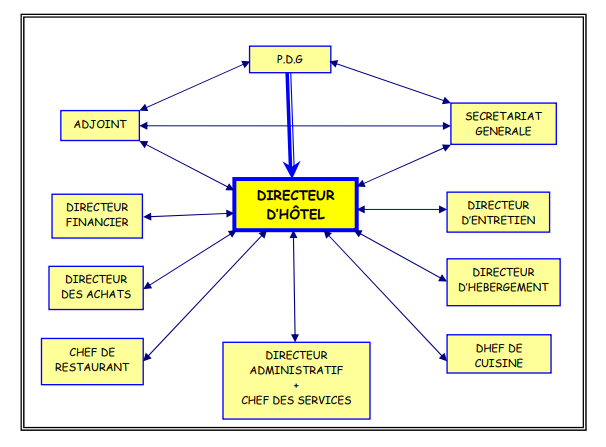 P.D.G
ADJOINT
SECRETARIAT
GENERALE
DIRECTEUR
D'HÔTEL
DIRECTEUR
FINANCIER
DIRECTEUR
D'ENTRETIEN
DIRECTEUR
DES ACHATS
DIRECTEUR
D'HEBERGEMENT
CHEF DE
RESTAURANT
DIRECTEUR
ADMINISTRATIF
+
CHEF DES SERVICES
DHEF DE
CUISINE